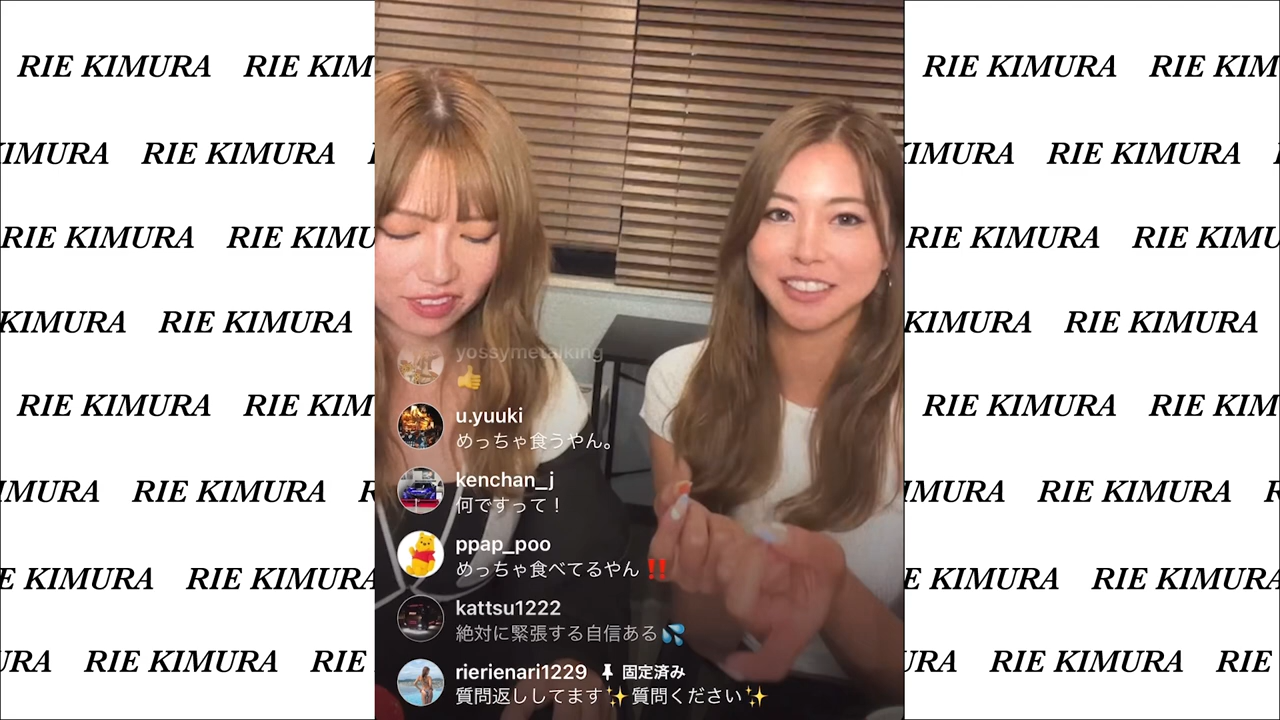 RIE KIMURA RIE KIM
IMURA RIE KIMURA
RIE KIMURA RIE KIMU
KIMURA RIE KIMURA
RIE KIMURA RIE KIM
IMURA RIE KIMURA R
E KIMURA RIE KIMURA
URA RIE KIMURA RIE
yossymetalking
👍
u.yuuki
めっちゃ食うやん。
kenchan_j
何ですって！
ppap_poo
めっちゃ食べてるやん‼️
kattsu1222
絶対に緊張する自信ある💦
rierienari1229 📌 固定済み
質問返ししてます✨質問ください✨
RIE KIMURA RIE KIM
IMURA RIE KIMURA
RIE KIMURA RIE KIMU
KIMURA RIE KIMURA
RIE KIMURA RIE KIM
IMURA RIE KIMURA R
E KIMURA RIE KIMURA
URA RIE KIMURA RIE